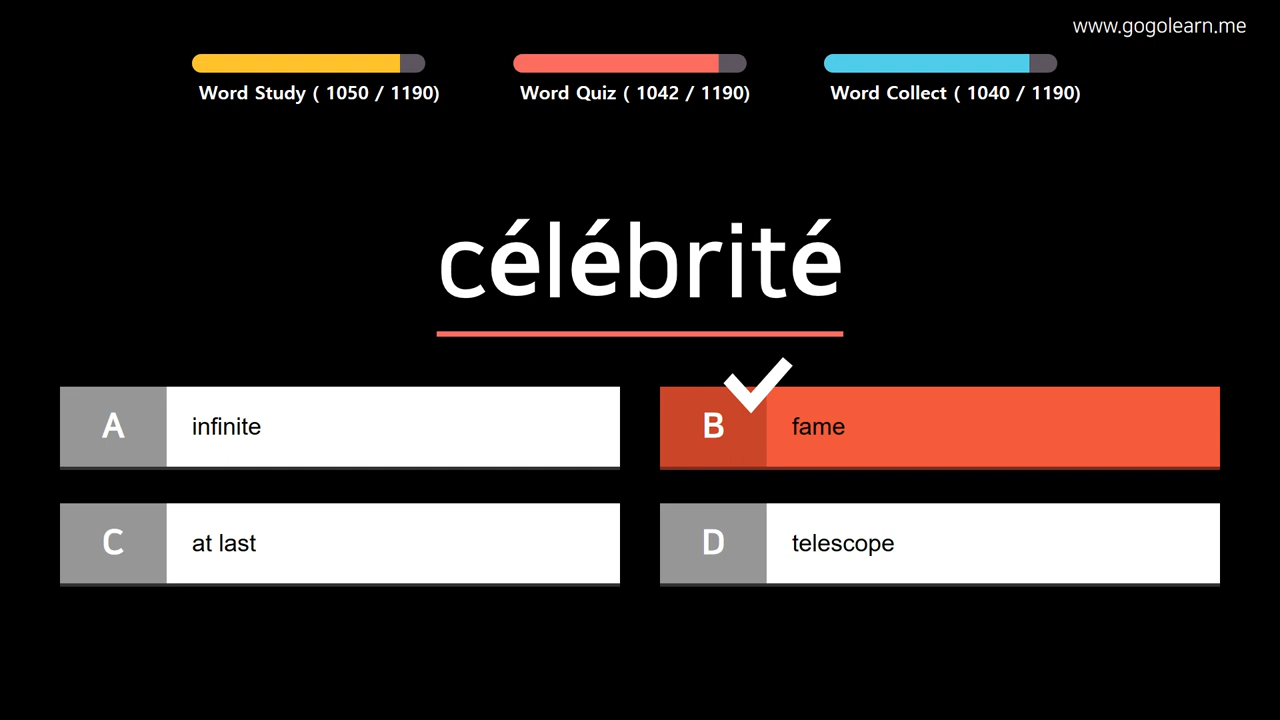 www.gogolearn.me
Word Study ( 1050 / 1190)
Word Quiz ( 1042 / 1190)
Word Collect ( 1040 / 1190)
célébrité
A infinite
B fame
C at last
D telescope